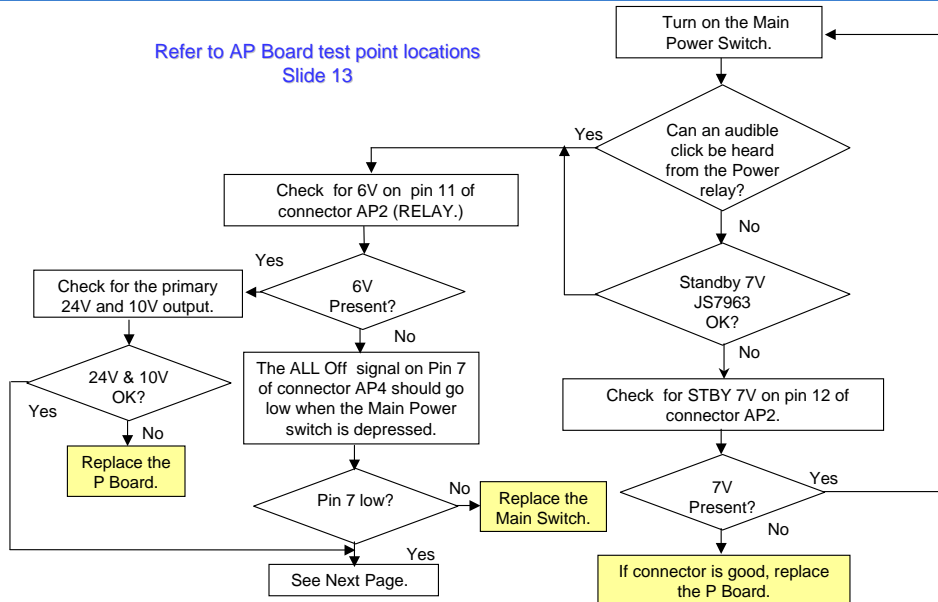 Refer to AP Board test point locations
Slide 13
Turn on the Main
Power Switch.
Can an audible
click be heard
from the Power
relay?
Yes
No
Check for 6V on pin 11 of
connector AP2 (RELAY.)
6V
Present?
Yes
No
Check for the primary
24V and 10V output.
24V & 10V
OK?
Yes
No
Replace the
P Board.
The ALL Off signal on Pin 7
of connector AP4 should go
low when the Main Power
switch is depressed.
Pin 7 low?
No
Replace the
Main Switch.
Yes
See Next Page.
Standby 7V
JS7963
OK?
No
Check for STBY 7V on pin 12 of
connector AP2.
7V
Present?
Yes
No
If connector is good, replace
the P Board.